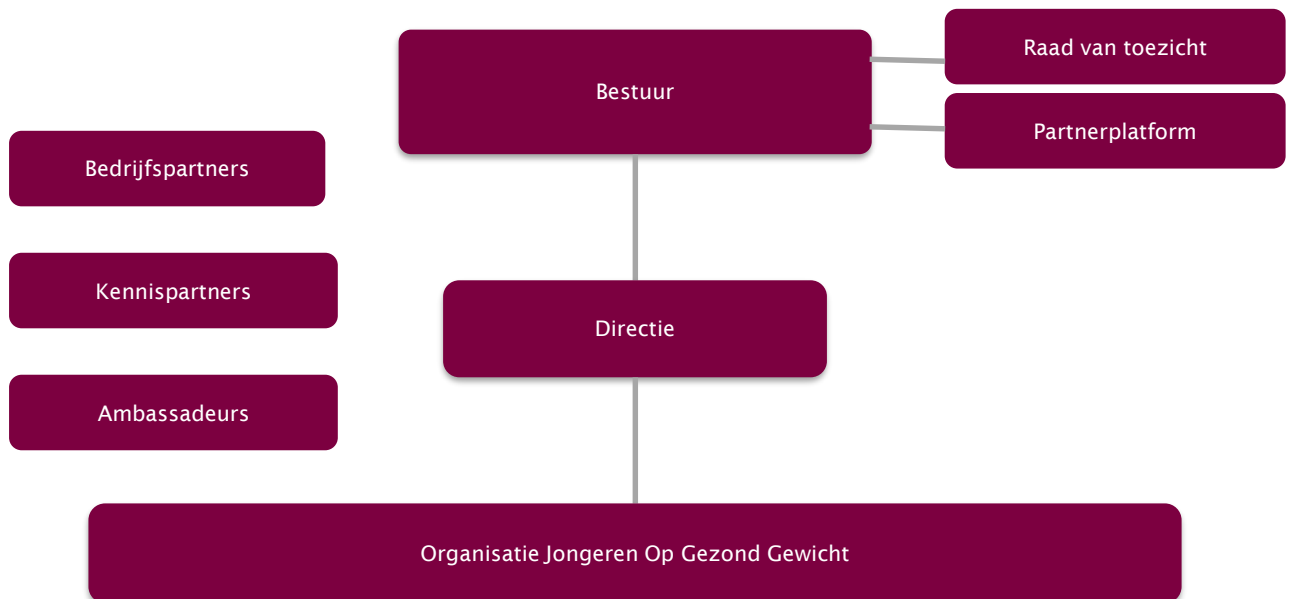 Raad van toezicht
Bestuur
Partnerplatform
Bedrijfspartners
Kennispartners
Directie
Ambassadeurs
Organisatie Jongeren Op Gezond Gewicht